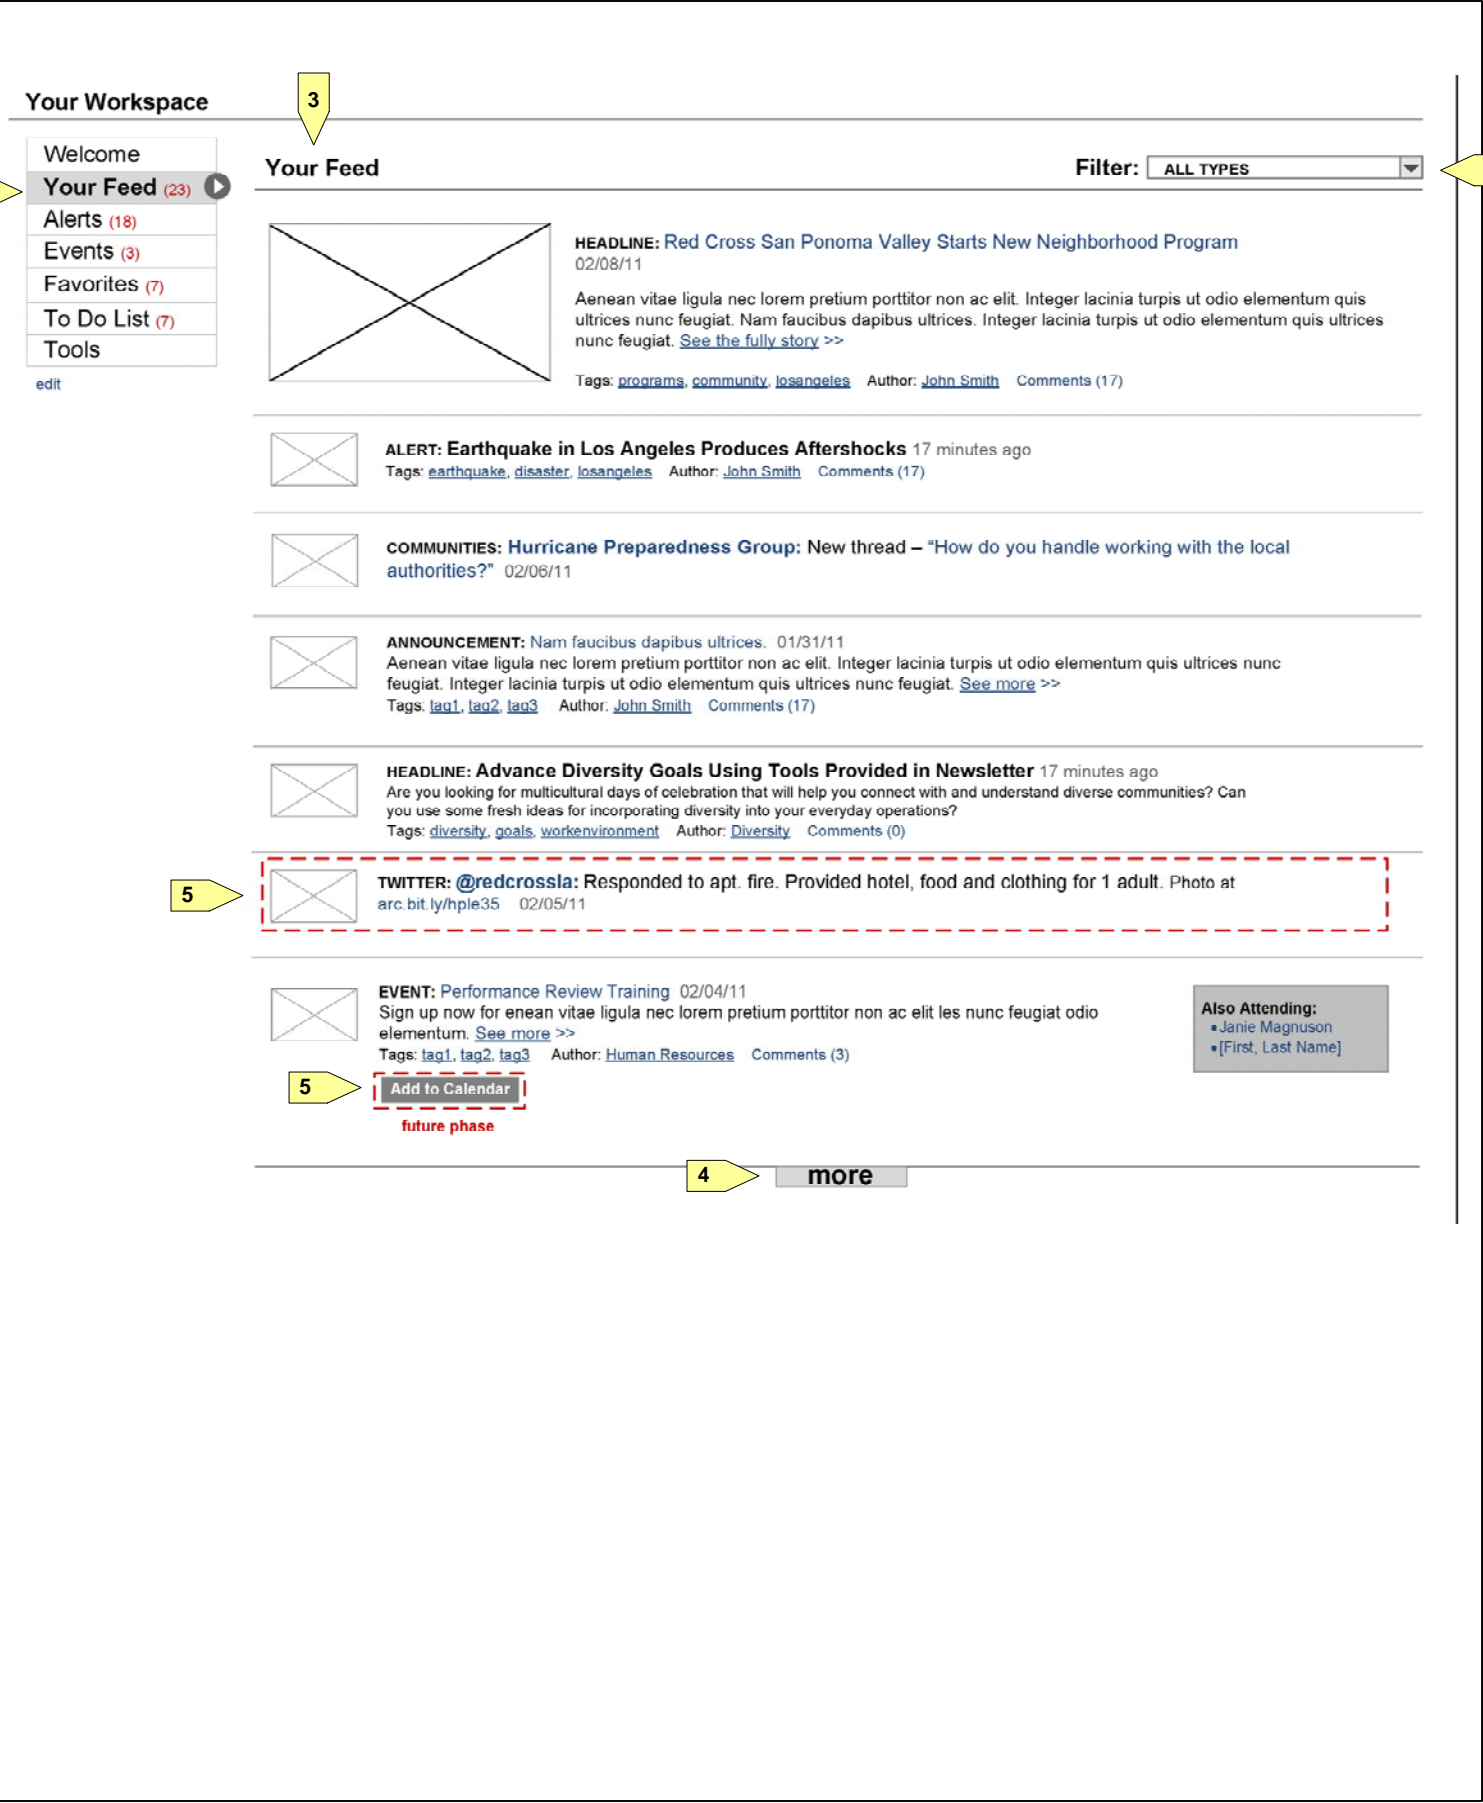 3
Your Workspace
Welcome
Your Feed (23)
Alerts (18)
Events (3)
Favorites (7)
To Do List (7)
Tools
edit
Your Feed
Filter: ALL TYPES
HEADLINE: Red Cross San Ponoma Valley Starts New Neighborhood Program
02/08/11
Aenean vitae ligula nec lorem pretium porttitor non ac elit. Integer lacinia turpis ut odio elementum quis
ultrices nunc feugiat. Nam faucibus dapibus ultrices. Integer lacinia turpis ut odio elementum quis ultrices
nunc feugiat. See the fully story >>
Tags: programs, community, losangeles Author: John Smith Comments (17)
ALERT: Earthquake in Los Angeles Produces Aftershocks 17 minutes ago
Tags: earthquake, disaster, losangeles Author: John Smith Comments (17)
COMMUNITIES: Hurricane Preparedness Group: New thread – “How do you handle working with the local
authorities?” 02/06/11
ANNOUNCEMENT: Nam faucibus dapibus ultrices. 01/31/11
Aenean vitae ligula nec lorem pretium porttitor non ac elit. Integer lacinia turpis ut odio elementum quis ultrices nunc
feugiat. Integer lacinia turpis ut odio elementum quis ultrices nunc feugiat. See more >>
Tags: tag1, tag2, tag3 Author: John Smith Comments (17)
HEADLINE: Advance Diversity Goals Using Tools Provided in Newsletter 17 minutes ago
Are you looking for multicultural days of celebration that will help you connect with and understand diverse communities? Can
you use some fresh ideas for incorporating diversity into your everyday operations?
Tags: diversity, goals, workenvironment Author: Diversity Comments (0)
5
TWITTER: @redcrossla: Responded to apt. fire. Provided hotel, food and clothing for 1 adult. Photo at
arc.bit.ly/hple35 02/05/11
EVENT: Performance Review Training 02/04/11
Sign up now for enean vitae ligula nec lorem pretium porttitor non ac elit les nunc feugiat odio
elementum. See more >>
Tags: tag1, tag2, tag3 Author: Human Resources Comments (3)
Also Attending:
▪Janie Magnuson
▪[First, Last Name]
5
Add to Calendar
future phase
4
more